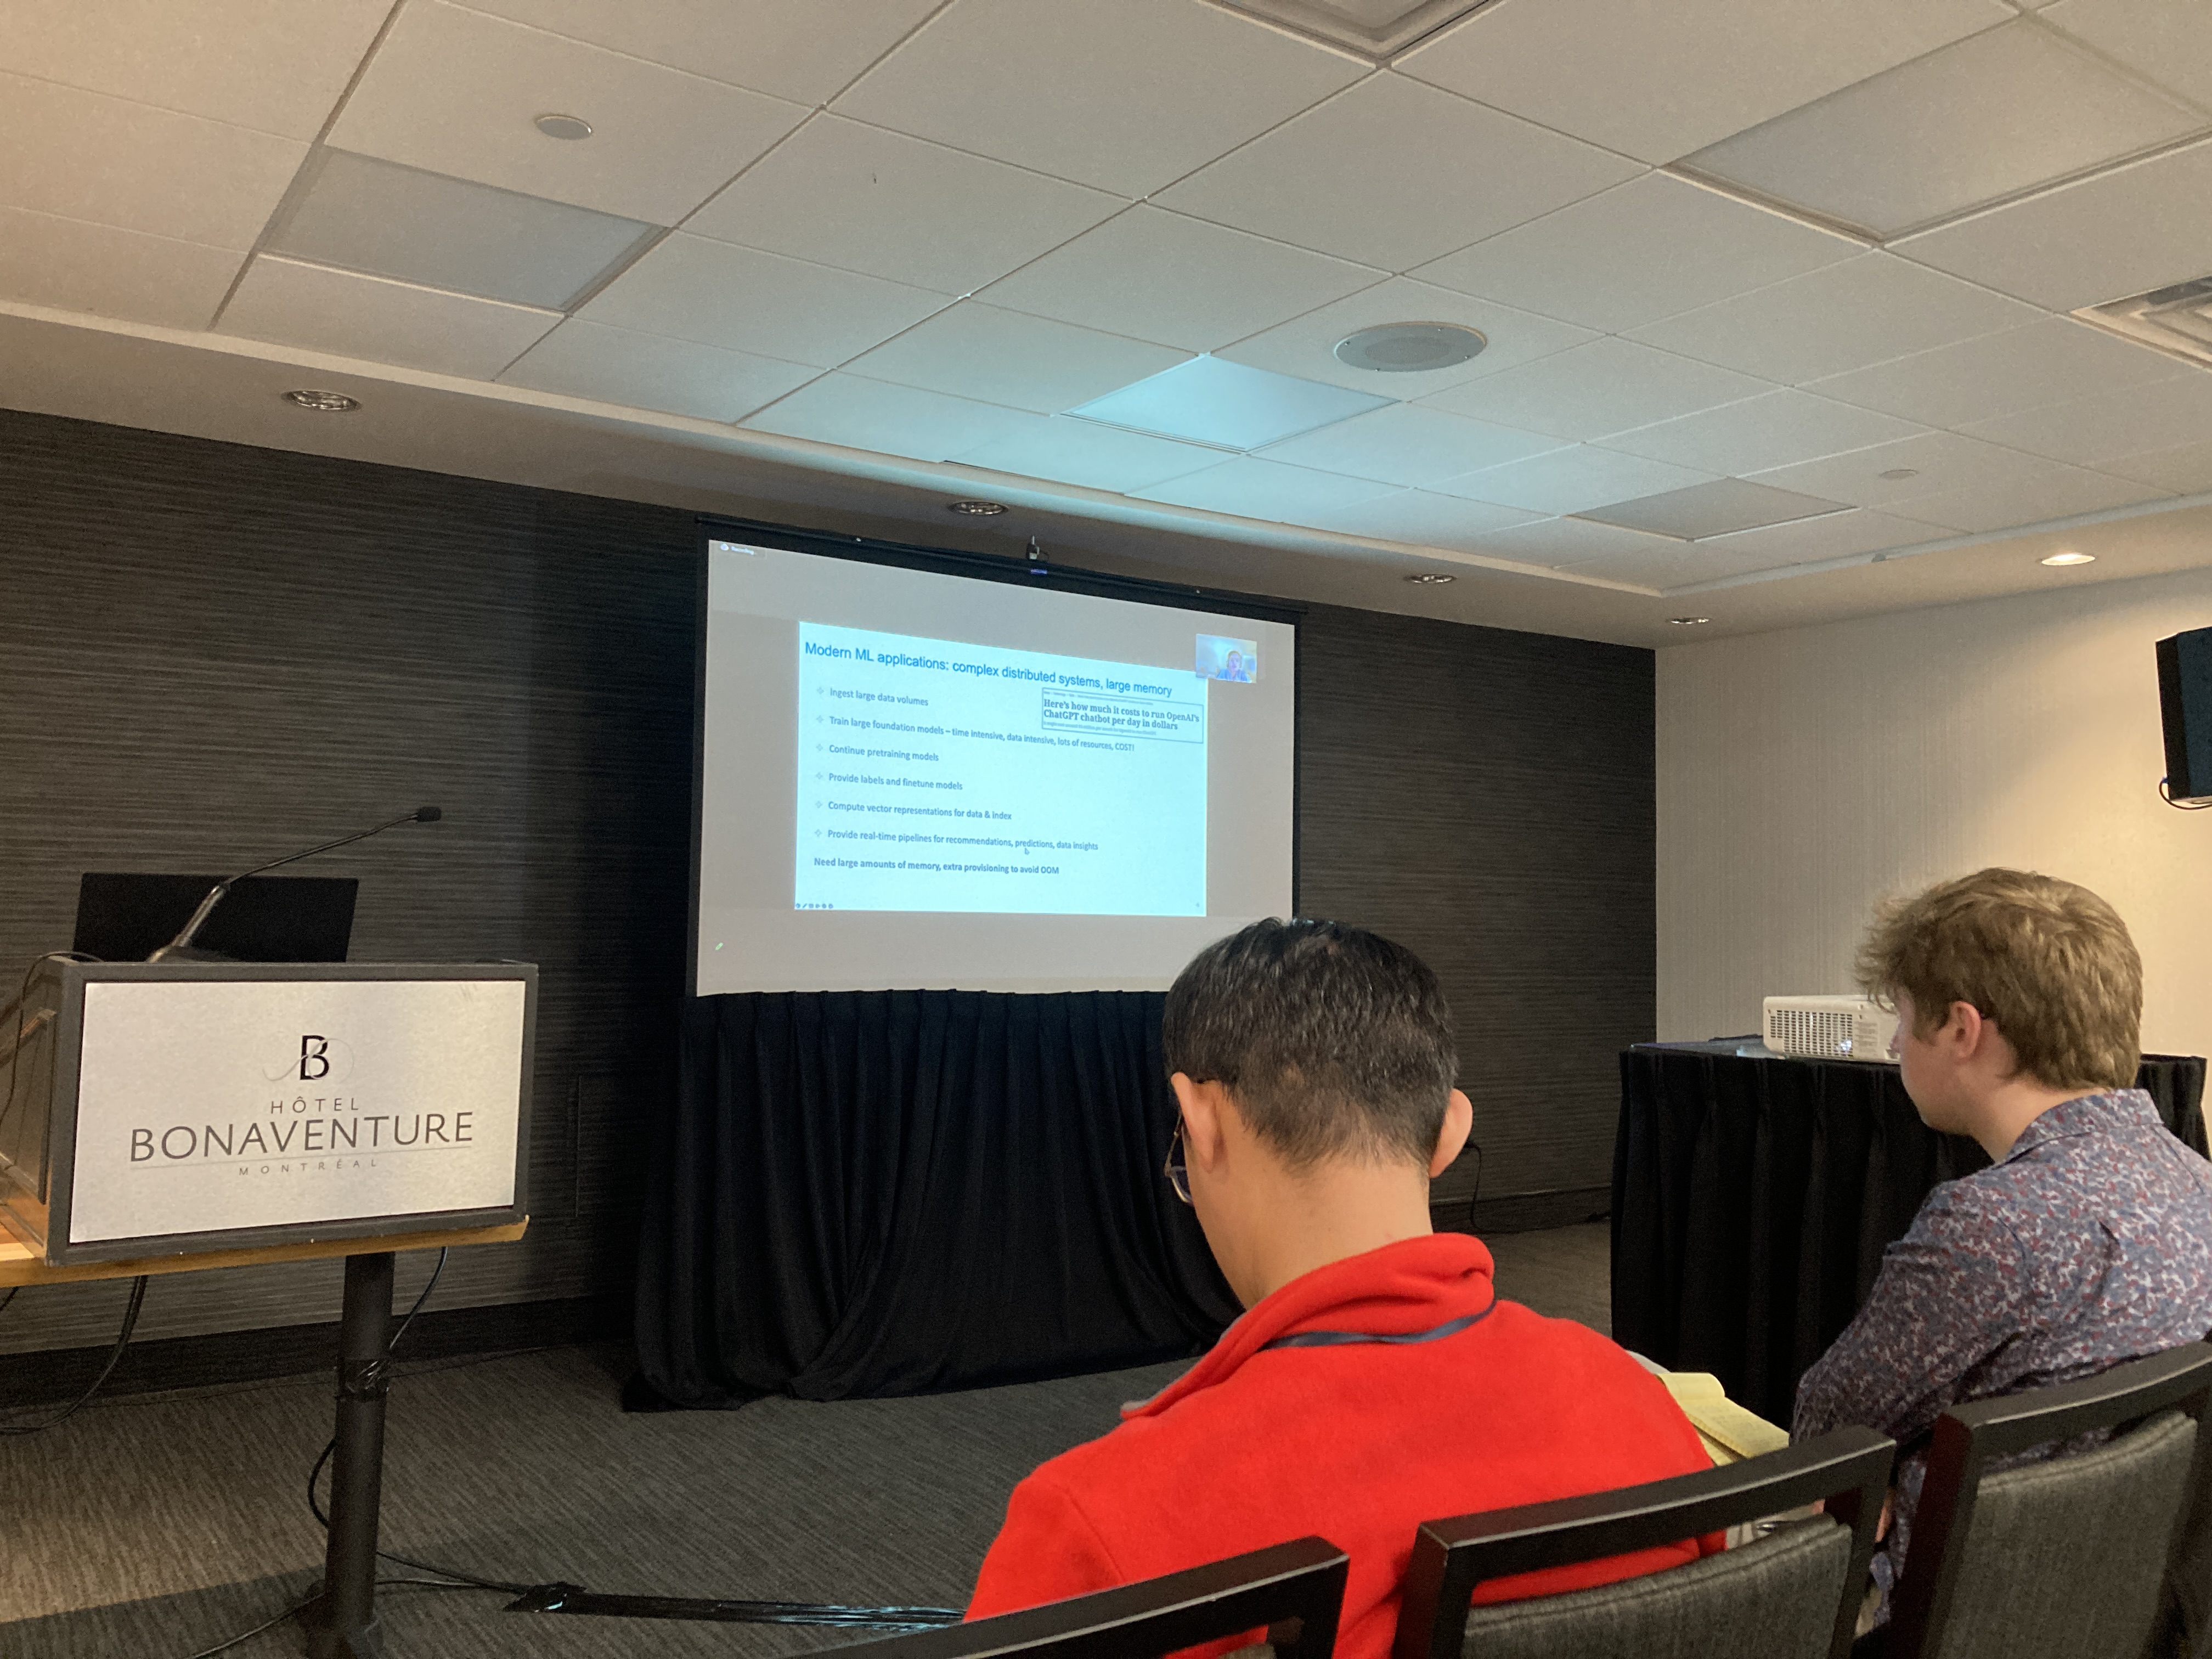 Recording...
Modern ML applications: complex distributed systems, large memory
Ingest large data volumes
Here's how much it costs to run OpenAI's
ChatGPT chatbot per day in dollars
Train large foundation models – time intensive, data intensive, lots of resources, COST!
Continue pretraining models
Provide labels and finetune models
Compute vector representations for data & index
Provide real-time pipelines for recommendations, predictions, data insights
Need large amounts of memory, extra provisioning to avoid OOM
B
HÔTEL
BONAVENTURE
MONTRÉAL